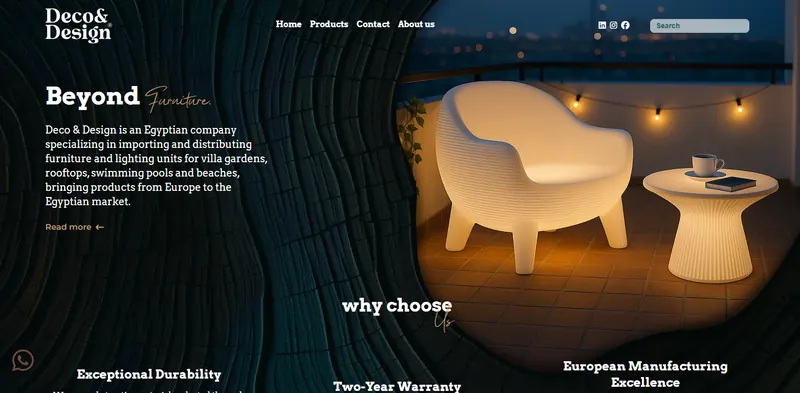 Deco&
Design®
Home Products Contact About us
Search
Beyond Furniture.
Deco & Design is an Egyptian company
specializing in importing and distributing
furniture and lighting units for villa gardens,
rooftops,swimming pools and beaches,
bringing products from Europe to the
Egyptian market.
Read more ←
why choose
Us
Exceptional Durability
Two-Year Warranty
European Manufacturing
Excellence